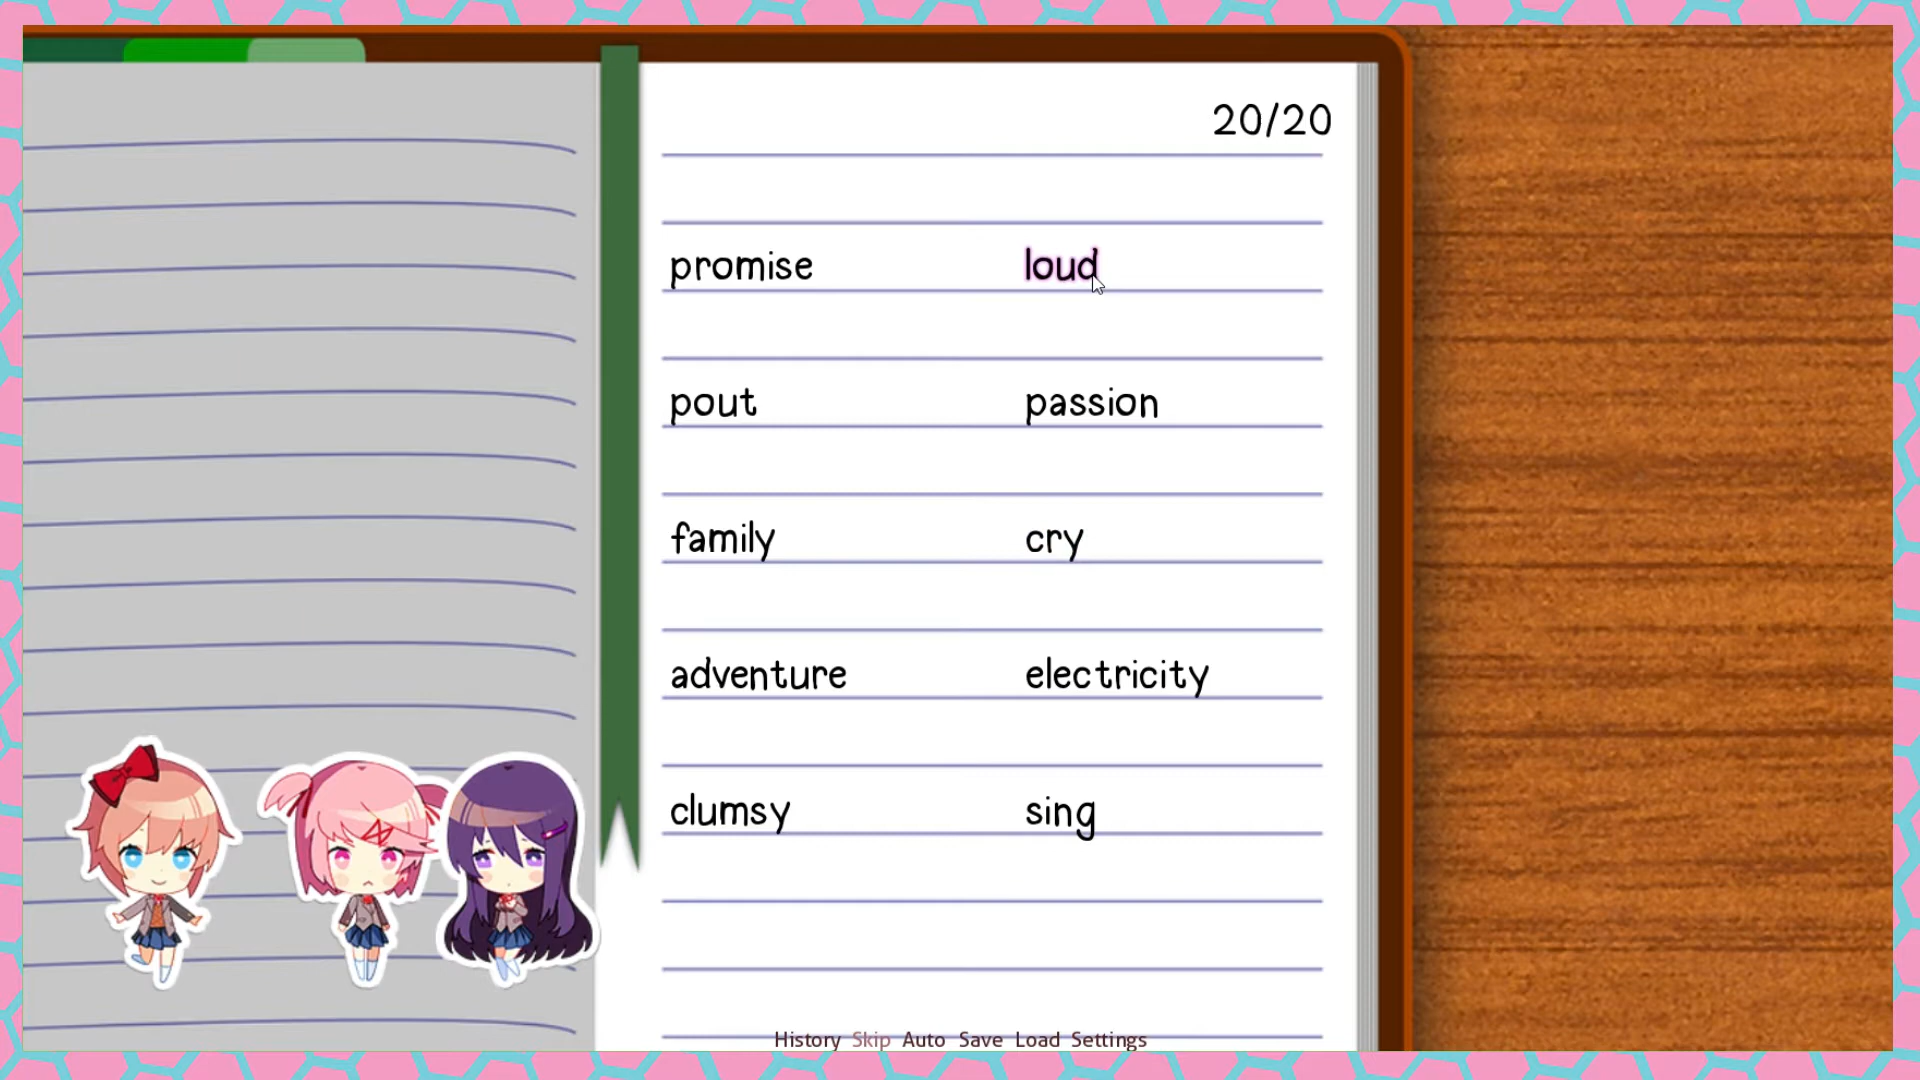 20/20
promise loud
pout passion
family cry
adventure electricity
clumsy sing
History Skip Auto Save Load Settings